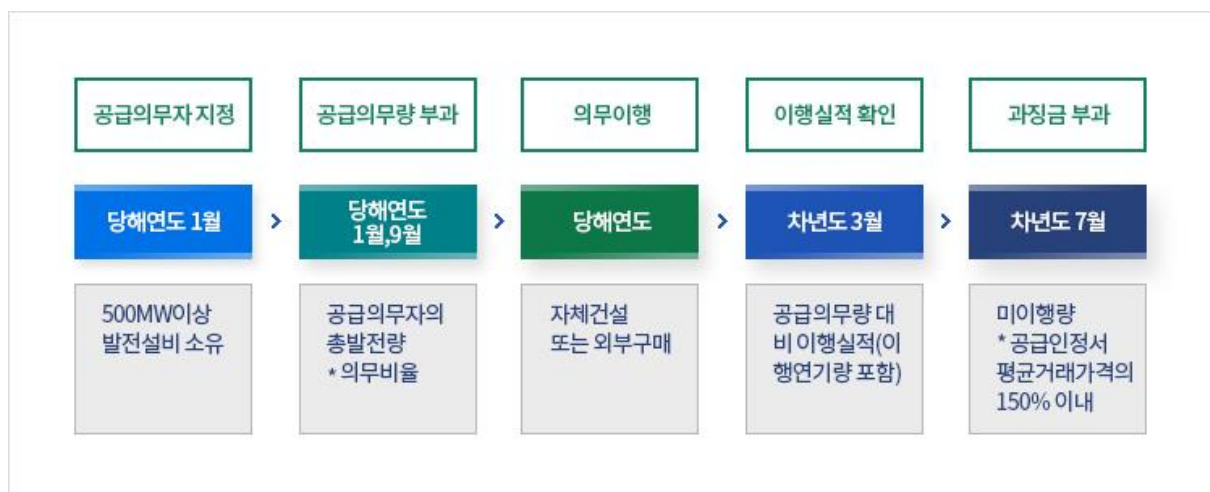 공급의무자 지정
공급의무량 부과
의무이행
이행실적 확인
과징금 부과
당해연도 1월
당해연도
1월,9월
당해연도
차년도 3월
차년도 7월
500MW이상
발전설비 소유
공급의무자의
총발전량
* 의무비율
자체건설
또는 외부구매
공급의무량 대
비 이행실적(이
행연기량 포함)
미이행량
* 공급인정서
평균거래가격의
150% 이내